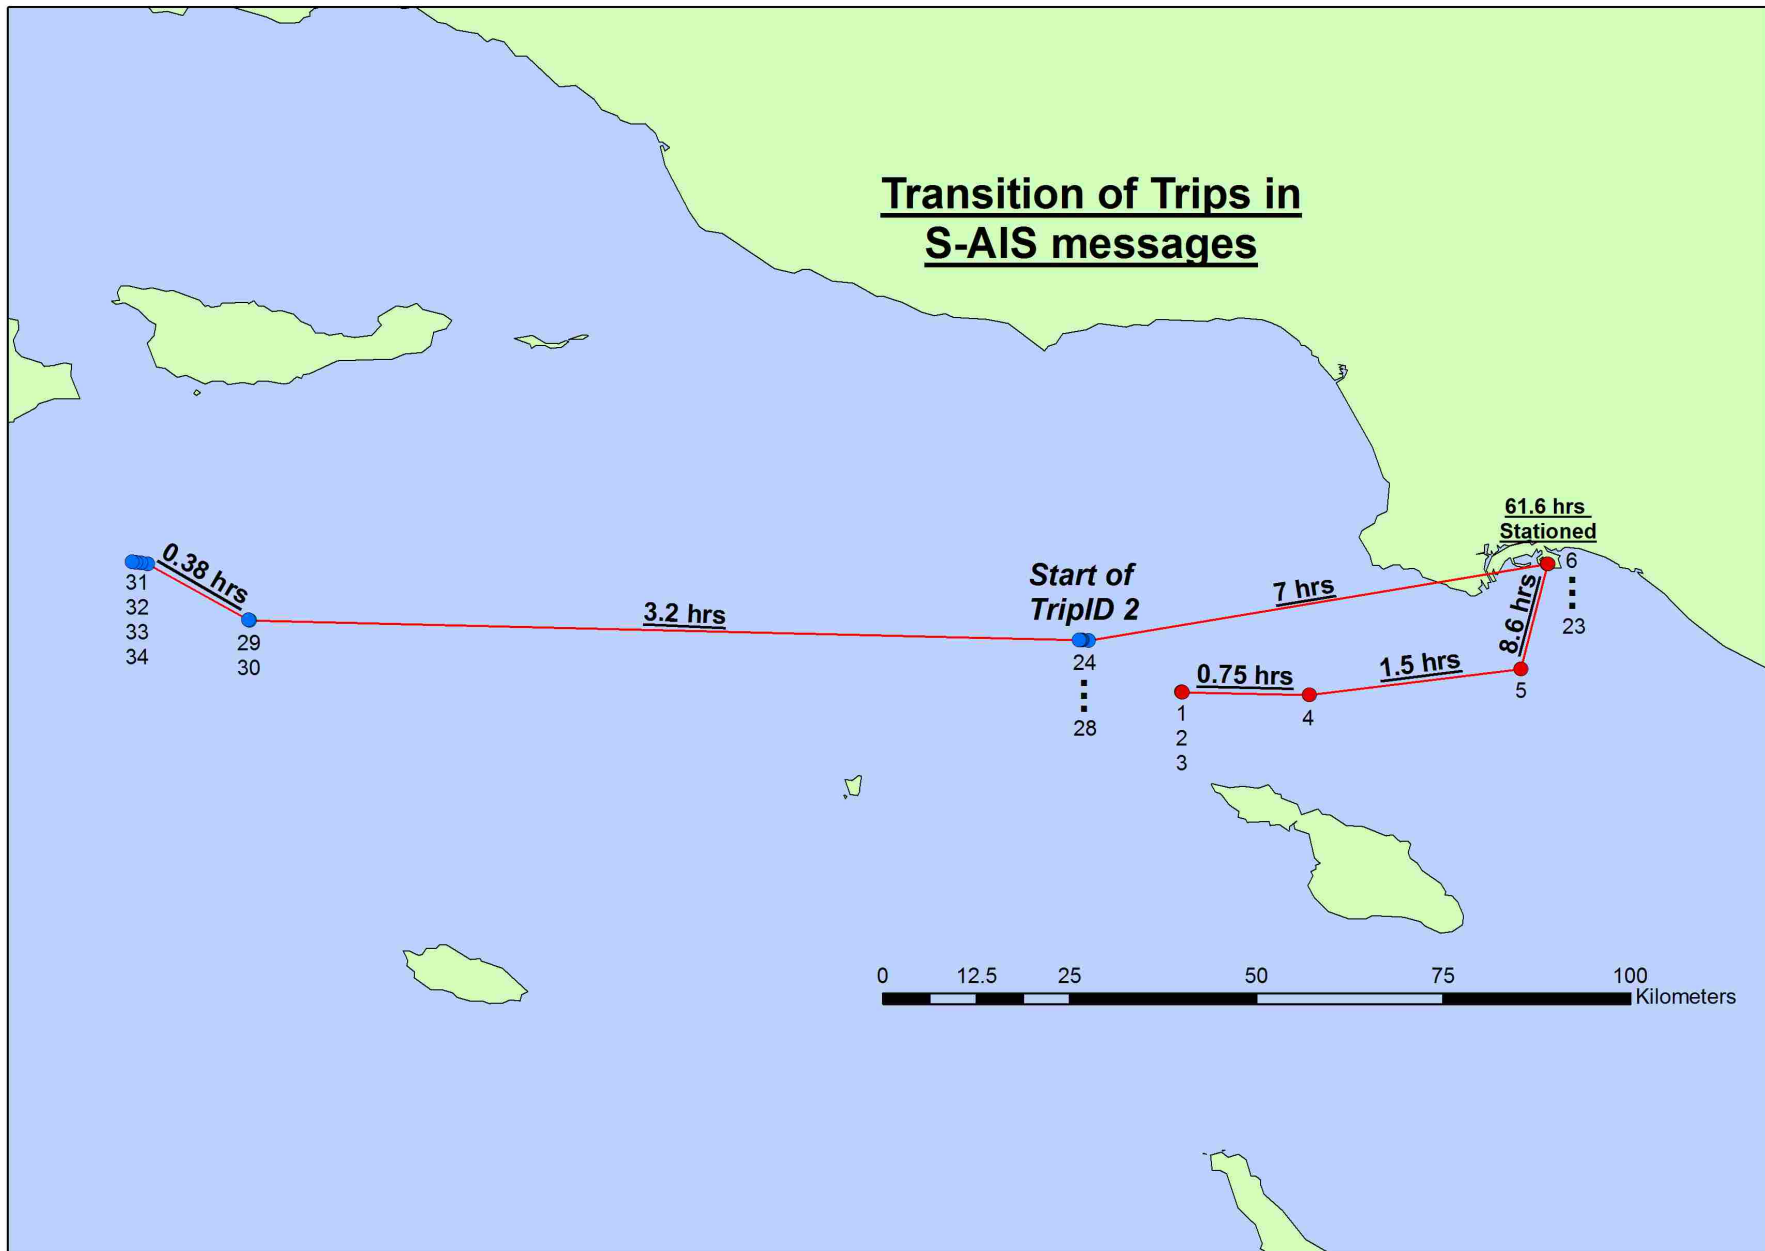 Transition of Trips in
S-AIS messages
61.6 hrs
Stationed
6
23
7 hrs
8.6 hrs
Start of
TripID 2
0.38 hrs
31
32
33
34
29
30
3.2 hrs
24
28
0.75 hrs
1.5 hrs
1
2
3
4
5
0 12.5 25 50 75 100
Kilometers